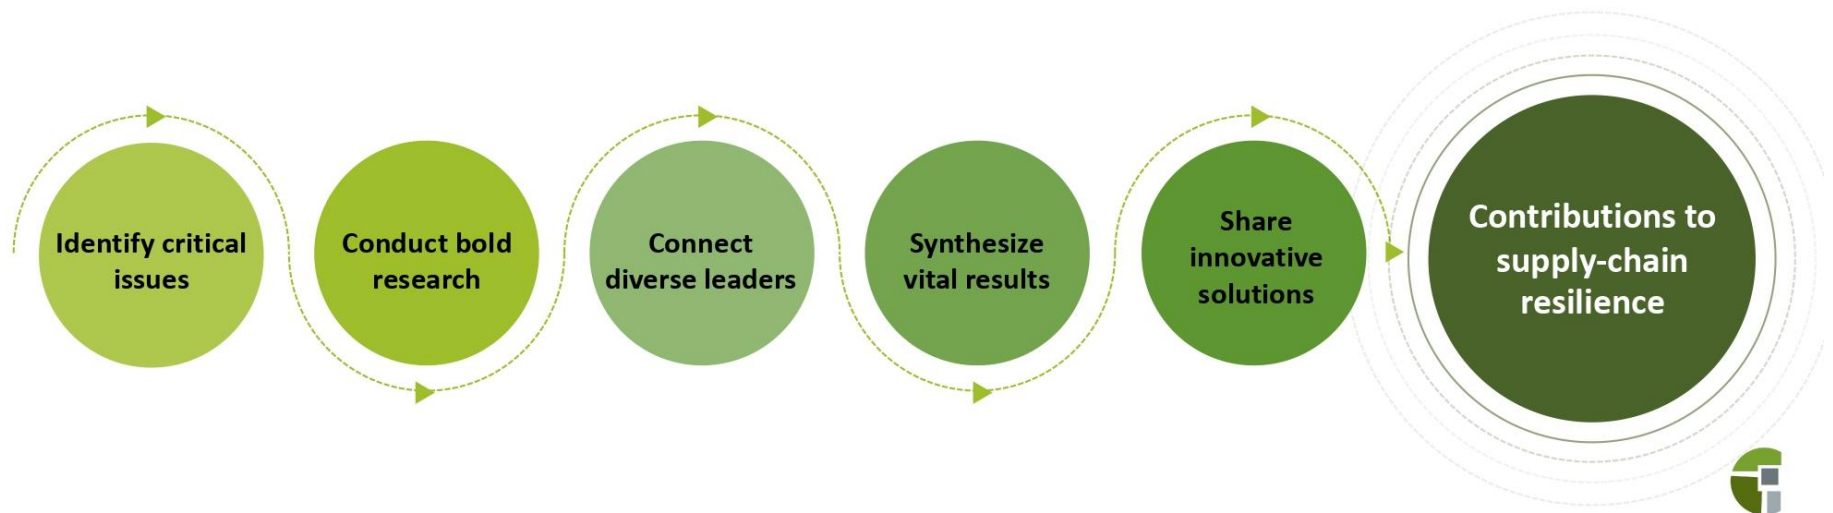 Identify critical
issues
Conduct bold
research
Connect
diverse leaders
Synthesize
vital results
Share
innovative
solutions
Contributions to
supply-chain
resilience